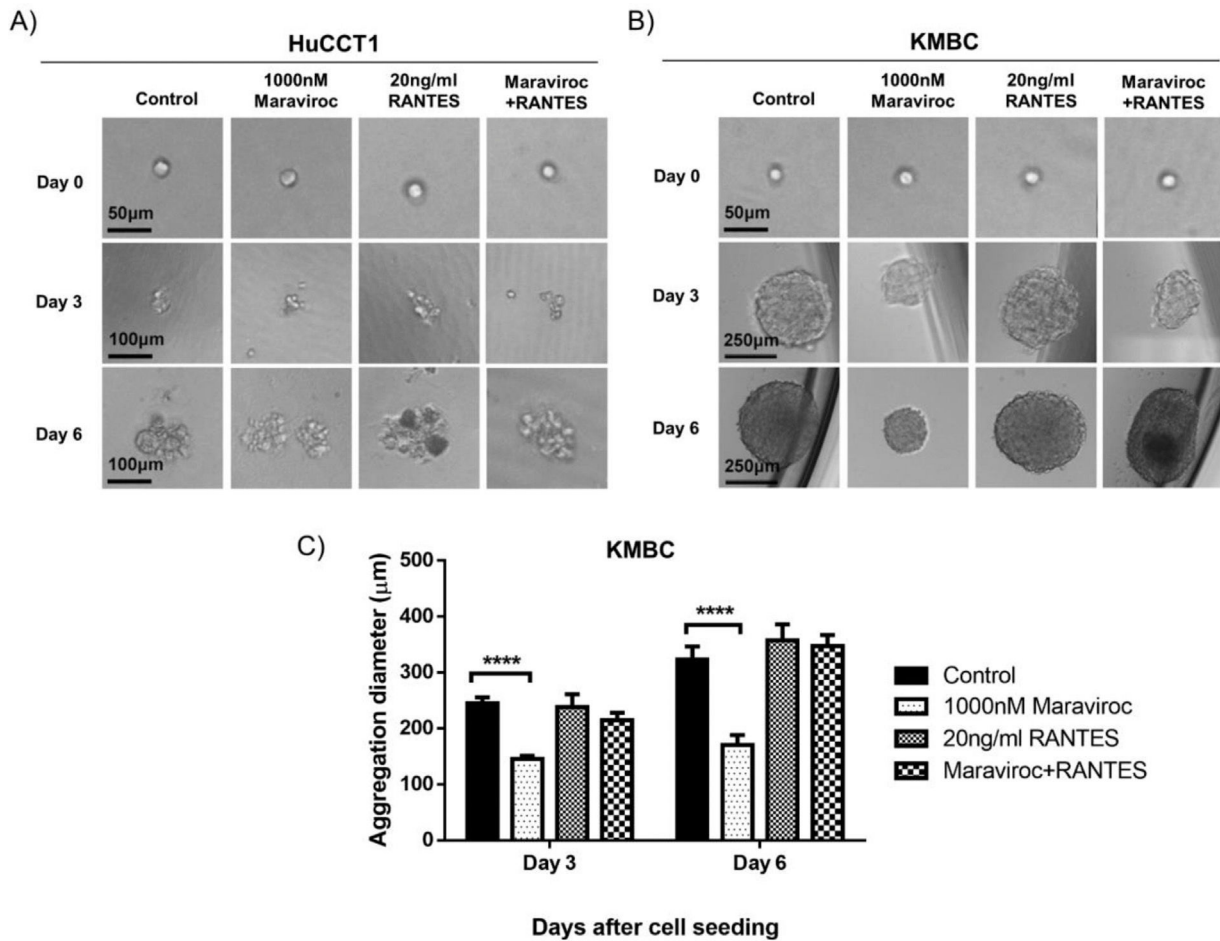 A)
HuCCT1
Control
1000nM
Maraviroc
20ng/ml
RANTES
Maraviroc
+RANTES
Day 0
50μm
Day 3
100μm
Day 6
100μm
B)
KMBC
Control
1000nM
Maraviroc
20ng/ml
RANTES
Maraviroc
+RANTES
Day 0
50μm
Day 3
250μm
Day 6
250μm
C)
KMBC
Aggregation diameter (μm)
500
400
300
200
100
0
****
****
Day 3
Day 6
Days after cell seeding
Control
1000nM Maraviroc
20ng/ml RANTES
Maraviroc+RANTES